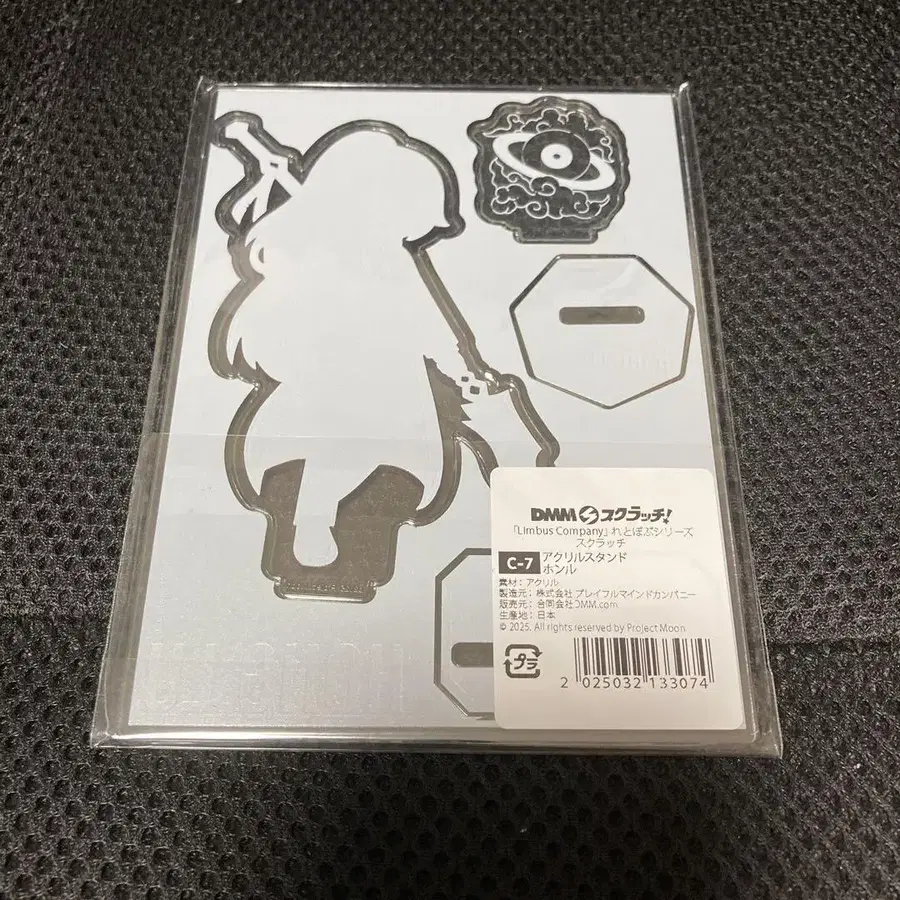 DMMスクラッチ!
「Limbus Company」れとぽぷシリーズ
スクラッチ
C-7 アクリルスタンド
ホンル
素材：アクリル
製造元：株式会社 プレイフルマインドカンパニー
販売元：合同会社DMM.com
生産地：日本
© 2025. All rights reserved by Project Moon.
プラ
2 025032 133074